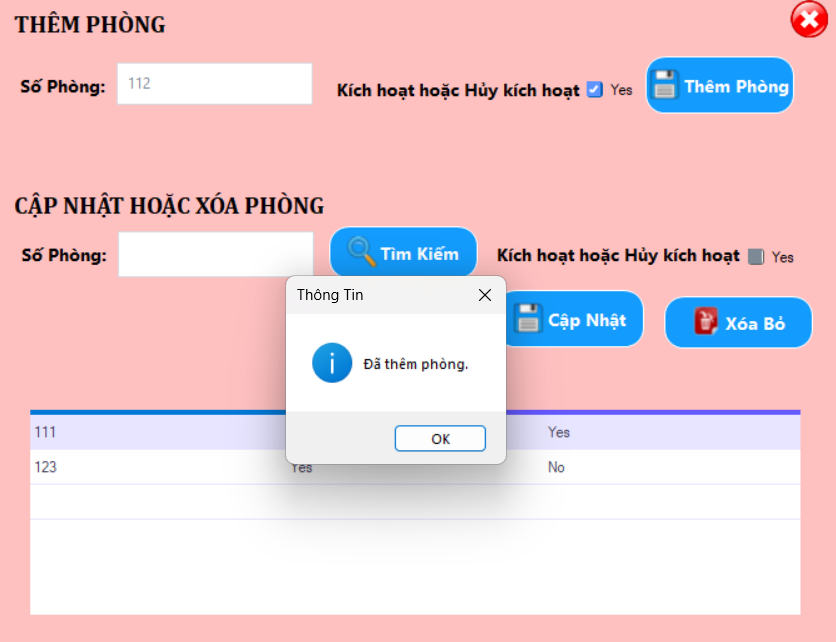 THÊM PHÒNG
Số Phòng: 112 Kích hoạt hoặc Hủy kích hoạt Yes Thêm Phòng
CẬP NHẬT HOẶC XÓA PHÒNG
Số Phòng: Tìm Kiếm Kích hoạt hoặc Hủy kích hoạt Yes
Thông Tin
Cập Nhật Xóa Bỏ
Đã thêm phòng.
OK
111 Yes
123 Yes No